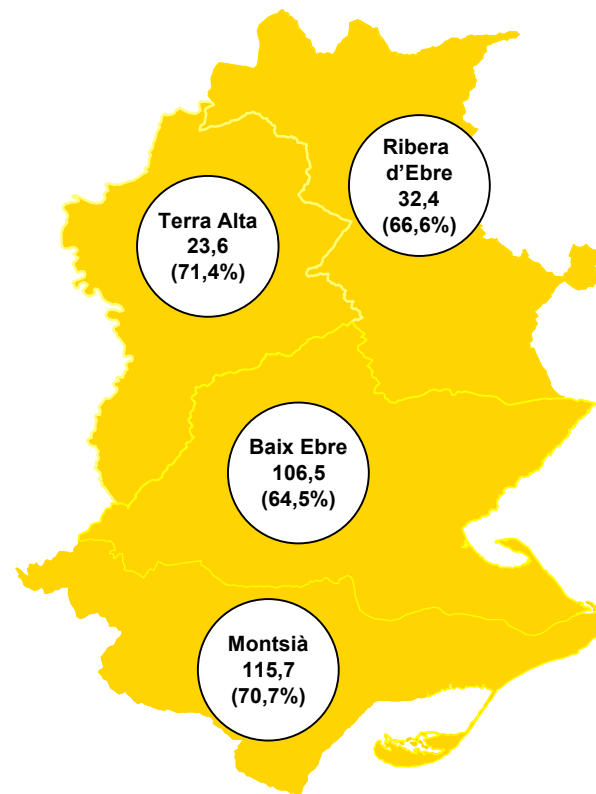 Ribera
d’Ebre
32,4
(66,6%)
Terra Alta
23,6
(71,4%)
Baix Ebre
106,5
(64,5%)
Montsià
115,7
(70,7%)